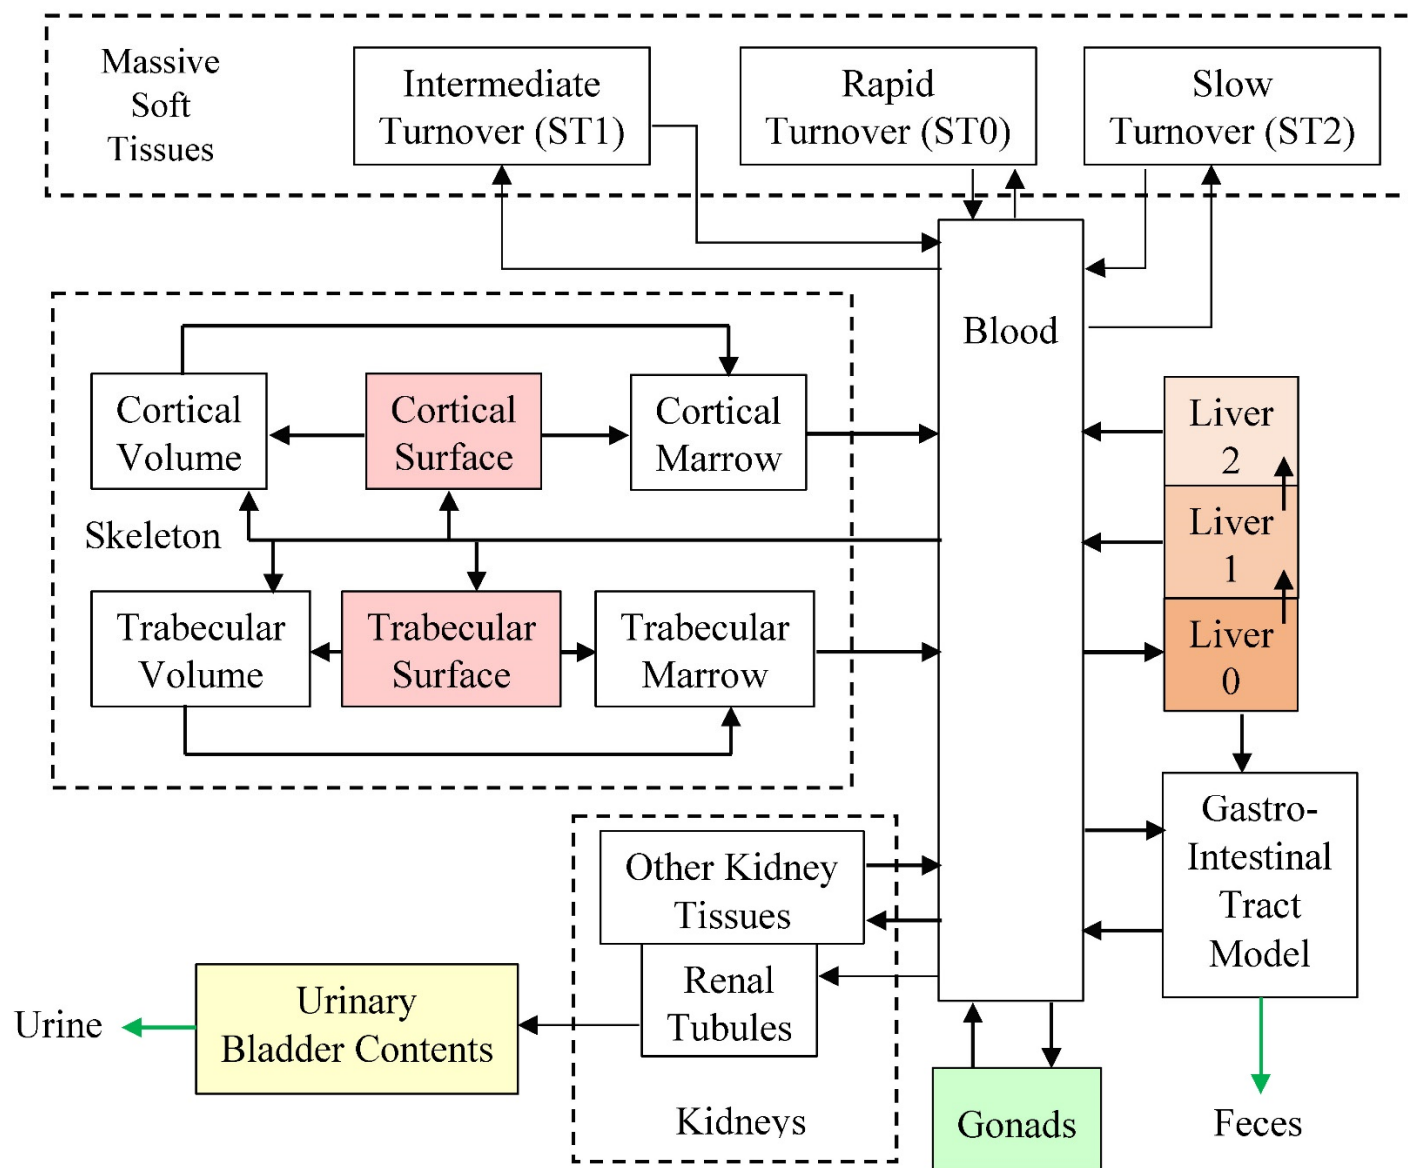 Massive
Soft
Tissues
Intermediate
Turnover (ST1)
Rapid
Turnover (ST0)
Slow
Turnover (ST2)
Blood
Cortical
Volume
Cortical
Surface
Cortical
Marrow
Skeleton
Trabecular
Volume
Trabecular
Surface
Trabecular
Marrow
Liver
2
Liver
1
Liver
0
Gastro-
Intestinal
Tract
Model
Other Kidney
Tissues
Renal
Tubules
Kidneys
Urinary
Bladder Contents
Urine
Gonads
Feces